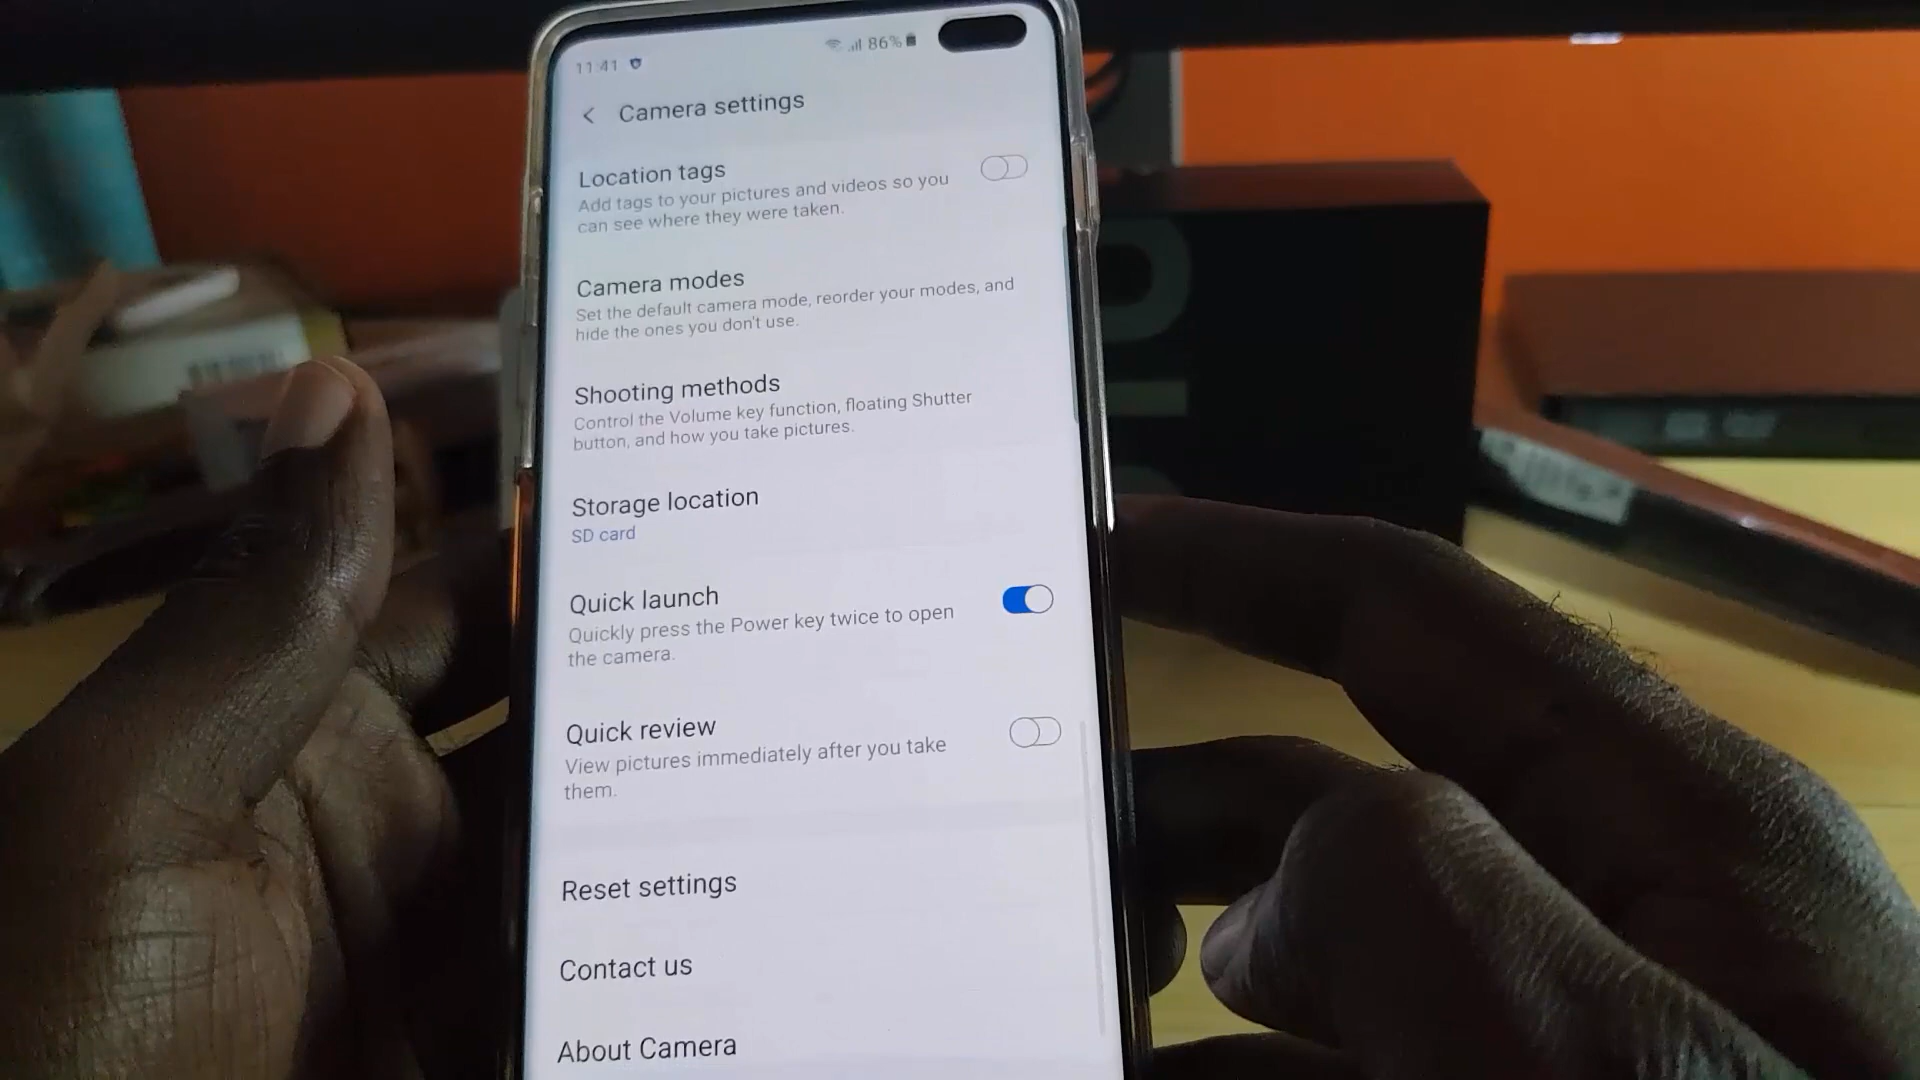 11:41
86%
Camera settings
Location tags
Add tags to your pictures and videos so you
can see where they were taken.
Camera modes
Set the default camera mode, reorder your modes, and
hide the ones you don't use.
Shooting methods
Control the Volume key function, floating Shutter
button, and how you take pictures.
Storage location
SD card
Quick launch
Quickly press the Power key twice to open
the camera.
Quick review
View pictures immediately after you take
them.
Reset settings
Contact us
About Camera